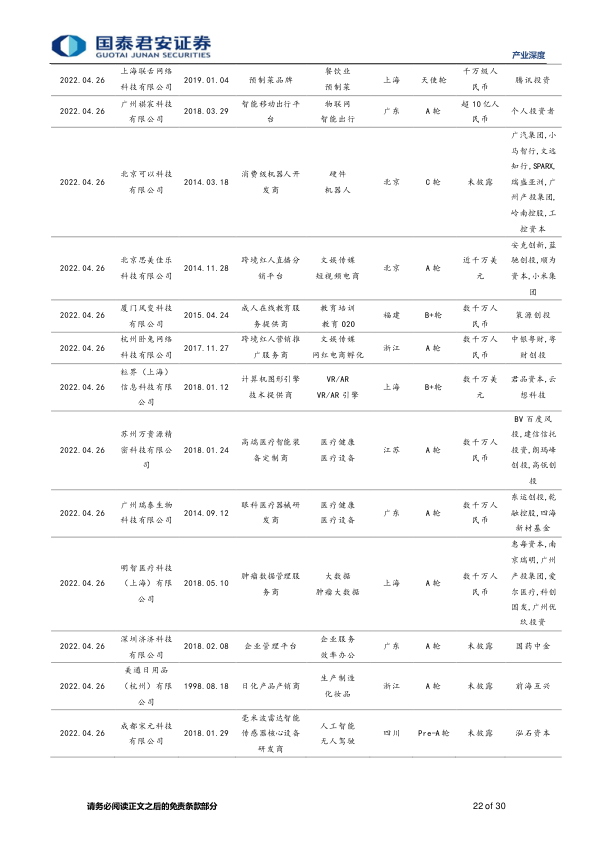 国泰君安证券
GUOTAI JUNAN SECURITIES
产业深度
2022.04.26
上海联舌网络
科技有限公司
2019.01.04
预制菜品牌
餐饮业
预制菜
上海
天使轮
千万级人
民币
腾讯投资
2022.04.26
广州祺宸科技
有限公司
2018.03.29
智能移动出行平
台
物联网
智能出行
广东
A 轮
超 10 亿人
民币
个人投资者
2022.04.26
北京可以科技
有限公司
2014.03.18
消费级机器人开
发商
硬件
机器人
北京
C 轮
未披露
广汽集团,小
马智行,文远
知行,SPARX,
瑞盛亚洲,广
州产投集团,
岭南控股,工
控资本
2022.04.26
北京思美佳乐
科技有限公司
2014.11.28
跨境红人直播分
销平台
文娱传媒
短视频电商
北京
A 轮
近千万美
元
安克创新,蓝
驰创投,顺为
资本,小米集
团
2022.04.26
厦门风变科技
有限公司
2015.04.24
成人在线教育服
务提供商
教育培训
教育 O2O
福建
B+轮
数千万人
民币
氪源创投
2022.04.26
杭州卧兔网络
科技有限公司
2017.11.27
跨境红人营销推
广服务商
文娱传媒
网红电商孵化
浙江
A 轮
数千万人
民币
中银粤财,粤
财创投
2022.04.26
粒界（上海）
信息科技有限
公司
2018.01.12
计算机图形引擎
技术提供商
VR/AR
VR/AR 引擎
上海
B+轮
数千万美
元
君品资本,云
想科技
2022.04.26
苏州万贯源精
密科技有限公
司
2018.01.24
高端医疗智能装
备定制商
医疗健康
医疗设备
江苏
A 轮
数千万人
民币
BV 百度风
投,建信信托
投资,朗玛峰
创投,高瓴创
投
2022.04.26
广州瑞泰生物
科技有限公司
2014.09.12
眼科医疗器械研
发商
医疗健康
医疗设备
广东
A 轮
数千万人
民币
东运创投,乾
融控股,四海
新材基金
2022.04.26
明智医疗科技
（上海）有限
公司
2018.05.10
肿瘤数据管理服
务商
大数据
肿瘤大数据
上海
A 轮
数千万人
民币
惠每资本,南
京瑞明,广州
产投集团,爱
尔医疗,科创
国发,广州优
玖投资
2022.04.26
深圳济济科技
有限公司
2018.02.08
企业管理平台
企业服务
效率办公
广东
A 轮
未披露
国药中金
2022.04.26
美通日用品
（杭州）有限
公司
1998.08.18
日化产品产销商
生产制造
化妆品
浙江
A 轮
未披露
前海互兴
2022.04.26
成都宋元科技
有限公司
2018.01.29
毫米波雷达智能
传感器核心设备
研发商
人工智能
无人驾驶
四川
Pre-A 轮
未披露
泓石资本
请务必阅读正文之后的免责条款部分
22 of 30